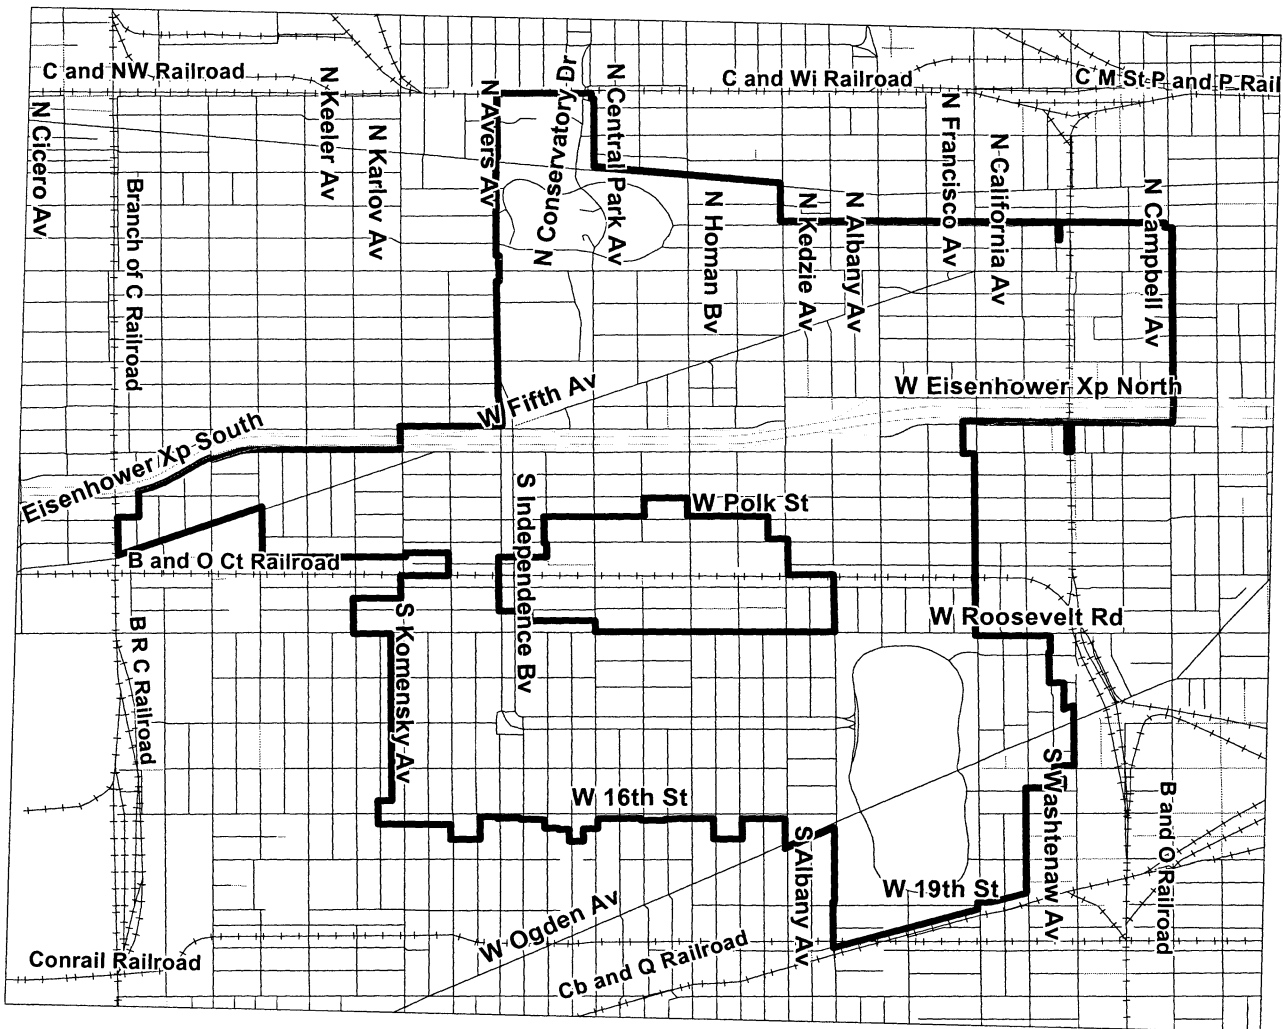 C and NW Railroad
C and Wi Railroad
C M St P and P Rail
N Cicero Av
Branch of C Railroad
N Keeler Av
N Karlov Av
N Avers Av
N Conservatory Dr
N Central Park Av
N Homan Bv
N Kedzie Av
N Albany Av
N Francisco Av
N California Av
N Campbell Av
W Eisenhower Xp North
W Fifth Av
Eisenhower Xp South
S Independence Bv
W Polk St
B and O Ct Railroad
W Roosevelt Rd
B R C Railroad
S Komensky Av
W 16th St
S Washtenaw Av
B and O Railroad
S Albany Av
W 19th St
W Ogden Av
Cb and Q Railroad
Conrail Railroad